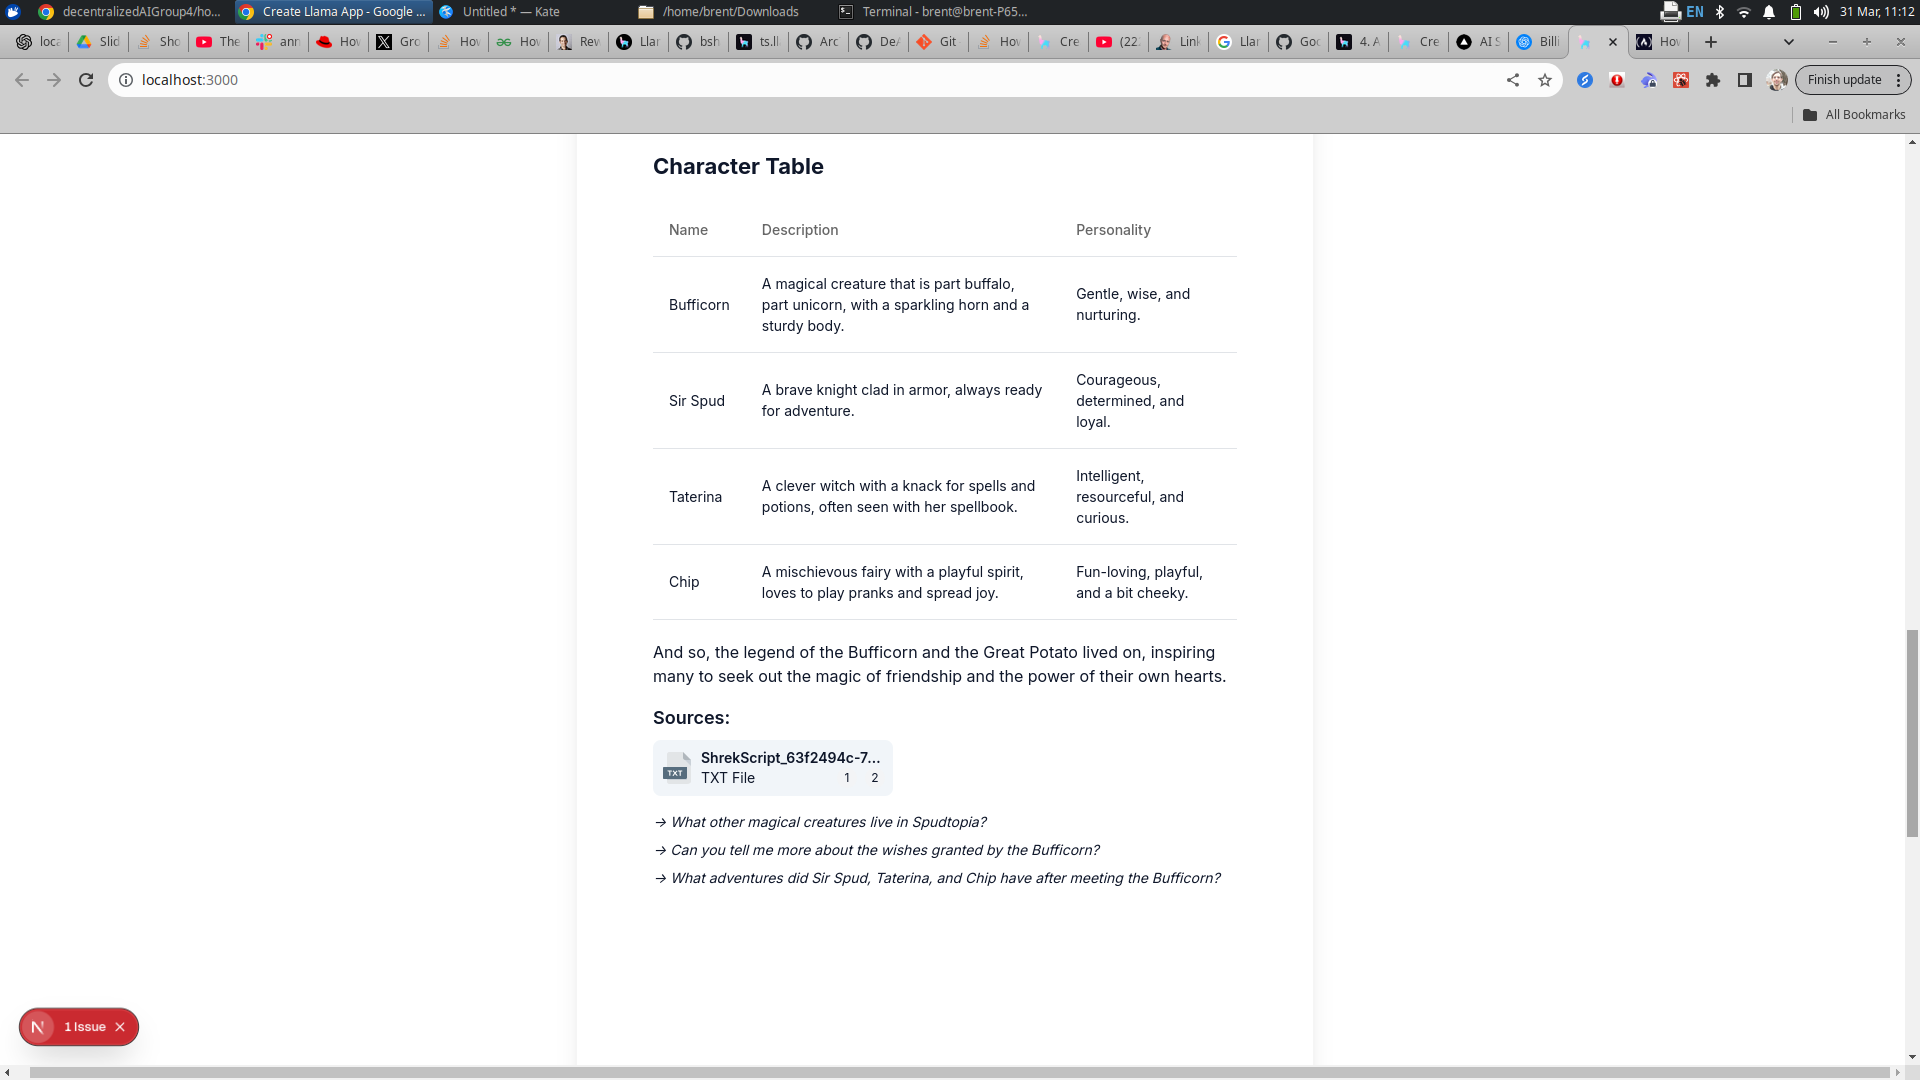 decentralizedAIGroup4/ho...
Create Llama App - Google ...
Untitled * — Kate
/home/brent/Downloads
Terminal - brent@brent-P65...
EN
31 Mar, 11:12
loca
Slid
Sho
The
ann
How
Gro
How
How
Rev
Llar
bsh
ts.ll
Arc
De/
Git
How
Cre
(22
Link
Llar
Goo
4. A
Cre
AI S
Billi
How
localhost:3000
Finish update
All Bookmarks
Character Table
Name
Description
Personality
Bufficorn
A magical creature that is part buffalo,
part unicorn, with a sparkling horn and a
sturdy body.
Gentle, wise, and
nurturing.
Sir Spud
A brave knight clad in armor, always ready
for adventure.
Courageous,
determined, and
loyal.
Taterina
A clever witch with a knack for spells and
potions, often seen with her spellbook.
Intelligent,
resourceful, and
curious.
Chip
A mischievous fairy with a playful spirit,
loves to play pranks and spread joy.
Fun-loving, playful,
and a bit cheeky.
And so, the legend of the Bufficorn and the Great Potato lived on, inspiring
many to seek out the magic of friendship and the power of their own hearts.
Sources:
ShrekScript_63f2494c-7...
TXT
TXT File
1
2
→ What other magical creatures live in Spudtopia?
→ Can you tell me more about the wishes granted by the Bufficorn?
→ What adventures did Sir Spud, Taterina, and Chip have after meeting the Bufficorn?
N
1 Issue